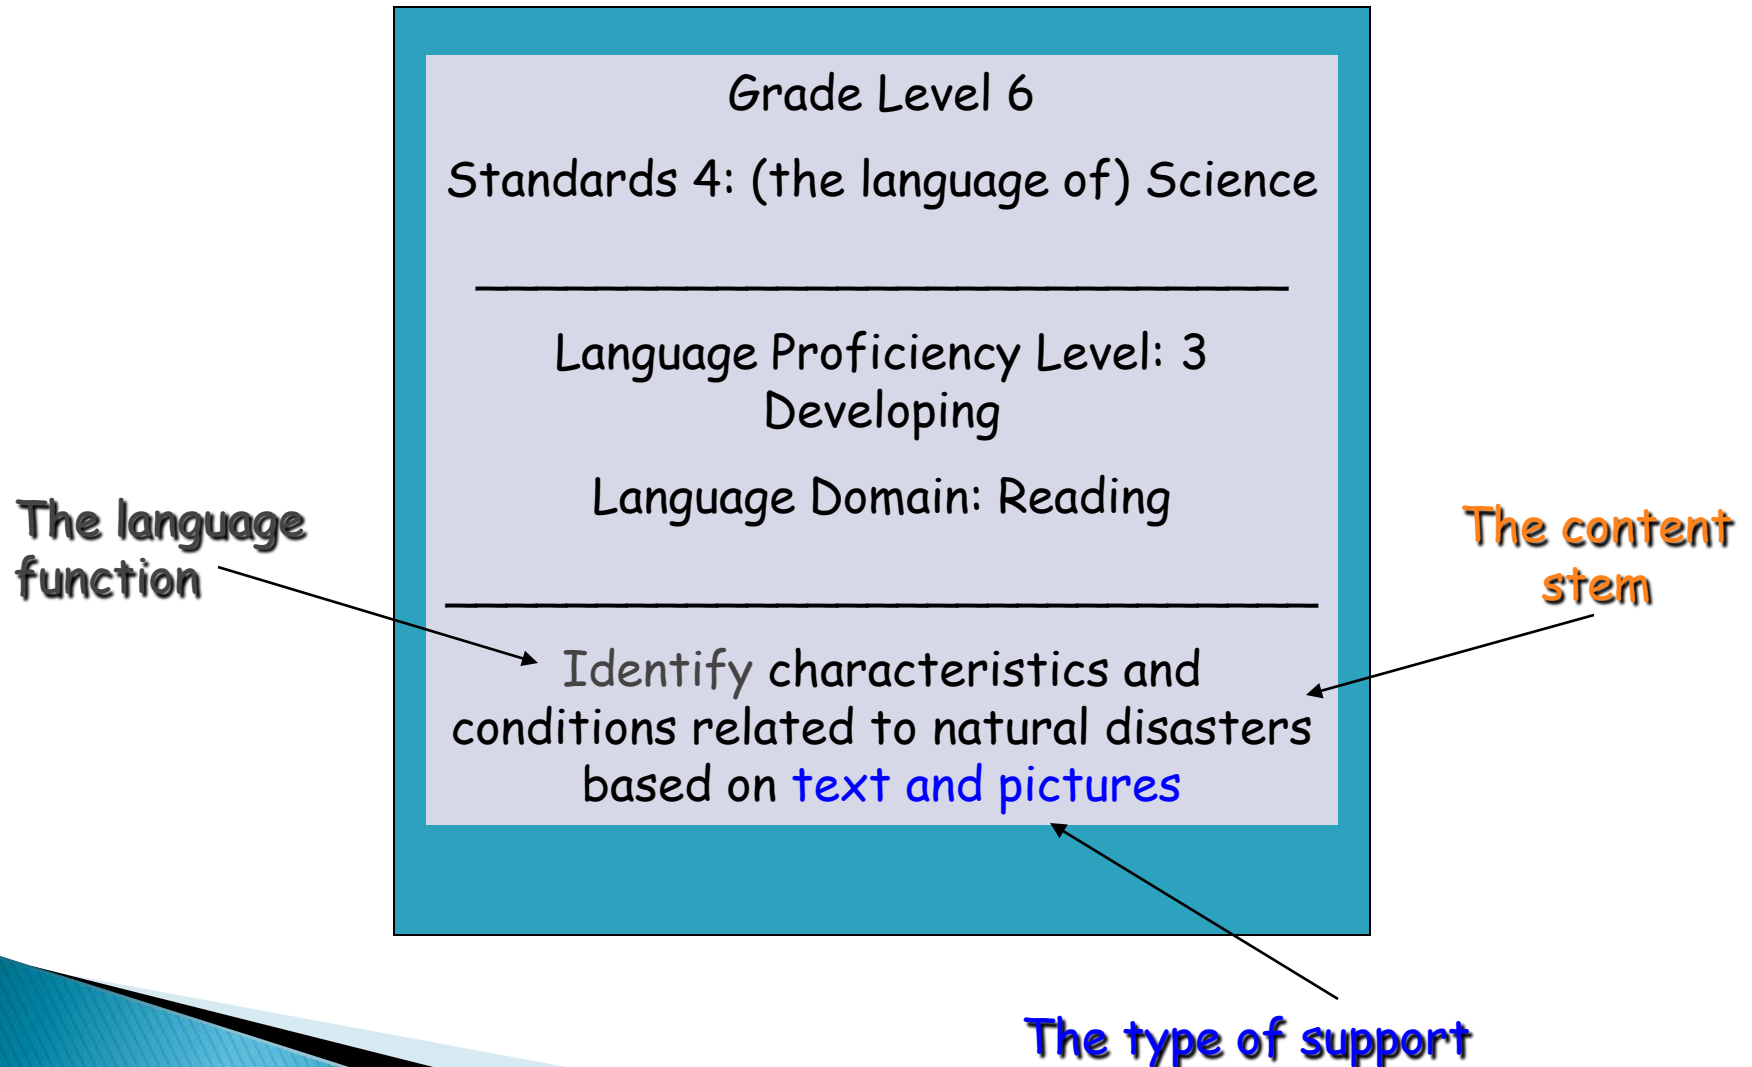 Grade Level 6
Standards 4: (the language of) Science
Language Proficiency Level: 3
Developing
Language Domain: Reading
The language
function
The content
stem
Identify characteristics and
conditions related to natural disasters
based on text and pictures
The type of support